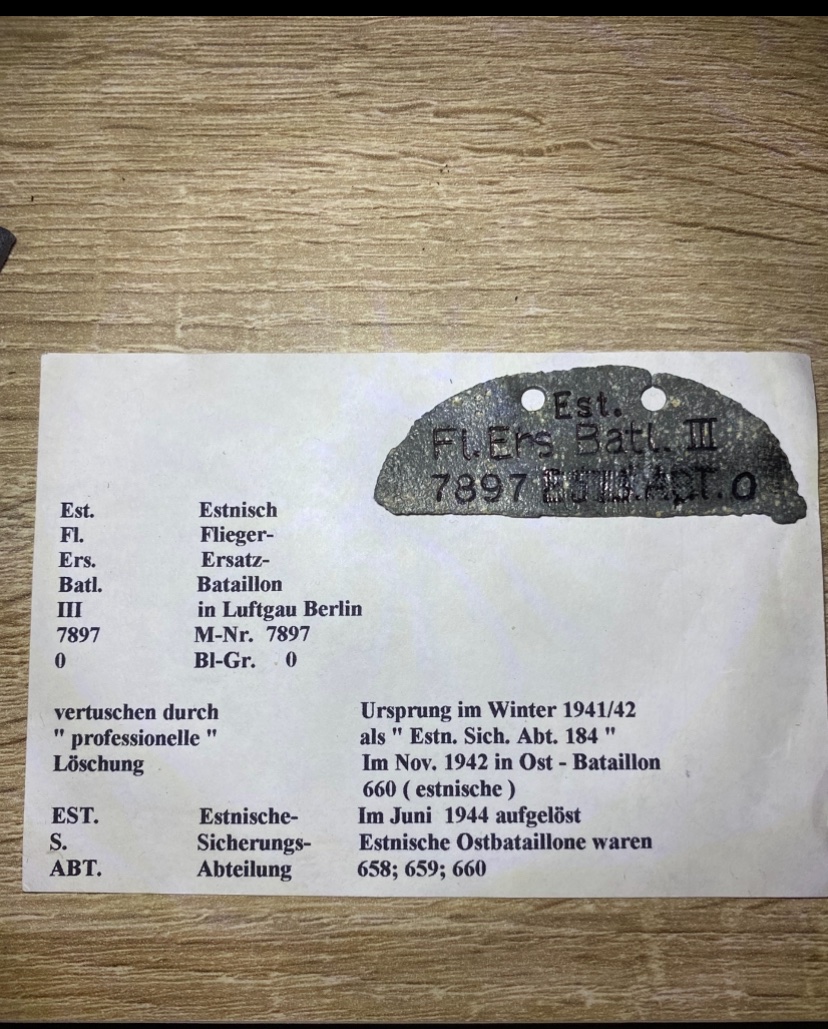 Est.
Fl.Ers Batl. III
7897 ABT. 0
Est. Estnisch
Fl. Flieger-
Ers. Ersatz-
Batl. Bataillon
III in Luftgau Berlin
7897 M-Nr. 7897
0 Bl-Gr. 0
vertuschen durch Ursprung im Winter 1941/42
" professionelle " als " Estn. Sich. Abt. 184 "
Löschung Im Nov. 1942 in Ost - Bataillon
660 ( estnische )
EST. Estnische- Im Juni 1944 aufgelöst
S. Sicherungs- Estnische Ostbataillone waren
ABT. Abteilung 658; 659; 660